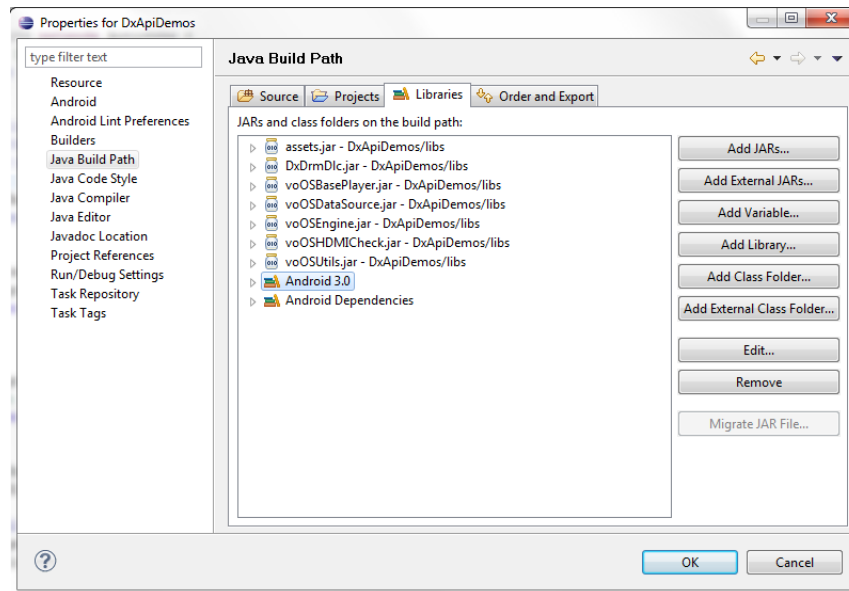 Properties for DxApiDemos
type filter text
Resource
Android
Android Lint Preferences
Builders
Java Build Path
Java Code Style
Java Compiler
Java Editor
Javadoc Location
Project References
Run/Debug Settings
Task Repository
Task Tags
Java Build Path
Source
Projects
Libraries
Order and Export
JARs and class folders on the build path:
assets.jar - DxApiDemos/libs
DxDrmDlc.jar - DxApiDemos/libs
voOSBasePlayer.jar - DxApiDemos/libs
voOSDataSource.jar - DxApiDemos/libs
voOSEngine.jar - DxApiDemos/libs
voOSHDMICheck.jar - DxApiDemos/libs
voOSUtils.jar - DxApiDemos/libs
Android 3.0
Android Dependencies
Add JARs...
Add External JARs...
Add Variable...
Add Library...
Add Class Folder...
Add External Class Folder...
Edit...
Remove
Migrate JAR File...
OK
Cancel